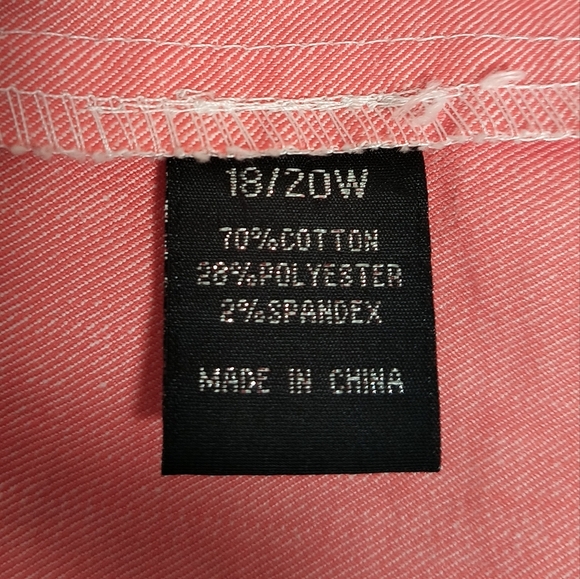 18/20W
70%COTTON
28%POLYESTER
2%SPANDEX
MADE IN CHINA